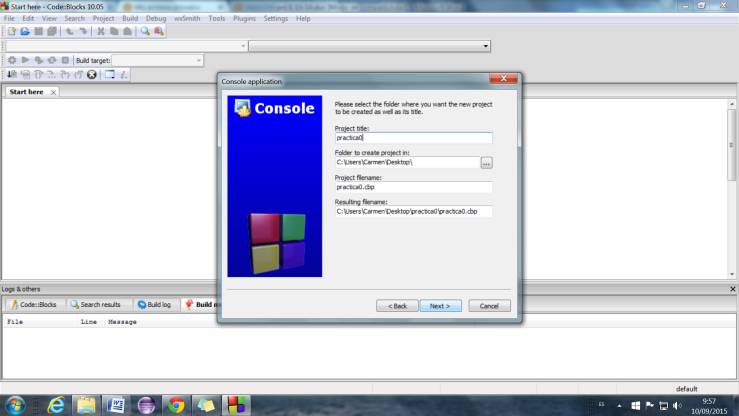 Start here - Code::Blocks 10.05
File Edit View Search Project Build Debug wxSmith Tools Plugins Settings Help
Build target:
Start here
Console application
Console
Please select the folder where you want the new project
to be created as well as its title.
Project title:
practica0
Folder to create project in:
C:\Users\Carmen\Desktop\
...
Project filename:
practica0.cbp
Resulting filename:
C:\Users\Carmen\Desktop\practica0\practica0.cbp
< Back Next > Cancel
Logs & others
Code::Blocks Search results Build log Build
File Line Message
default
ES 9:57
10/09/2015